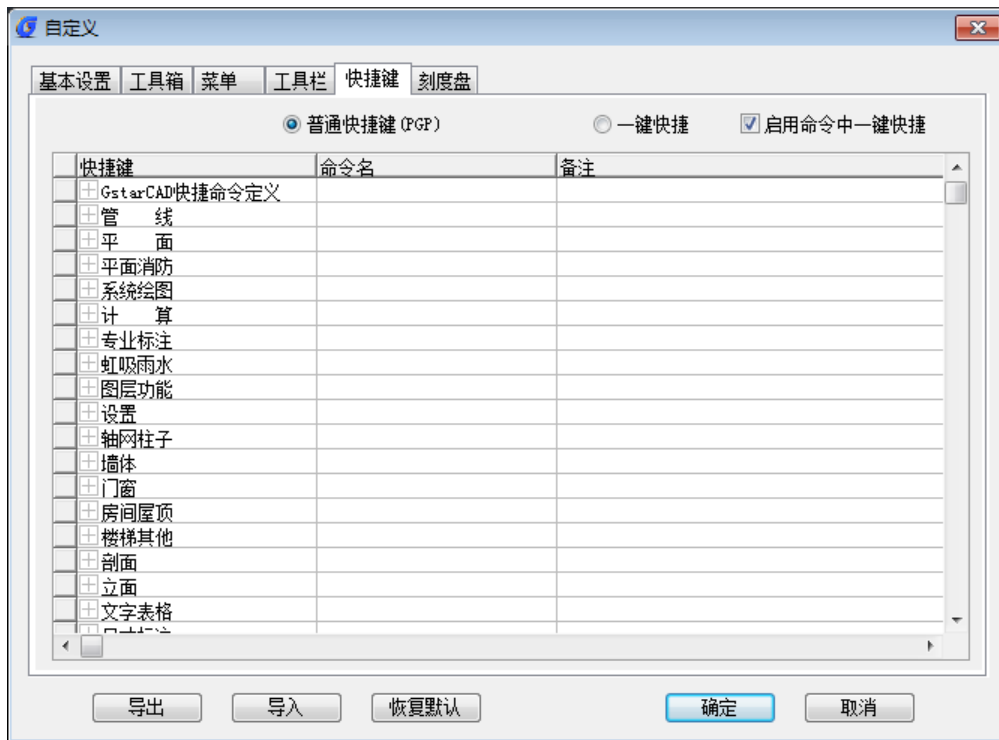 自定义
基本设置 工具箱 菜单 工具栏 快捷键 刻度盘
普通快捷键(PGP) 一键快捷 启用命令中一键快捷
快捷键 命令名 备注
GstarCAD快捷命令定义
管 线
平 面
平面消防
系统绘图
计 算
专业标注
虹吸雨水
图层功能
设置
轴网柱子
墙体
门窗
房间屋顶
楼梯其他
剖面
立面
文字表格
导出 导入 恢复默认 确定 取消